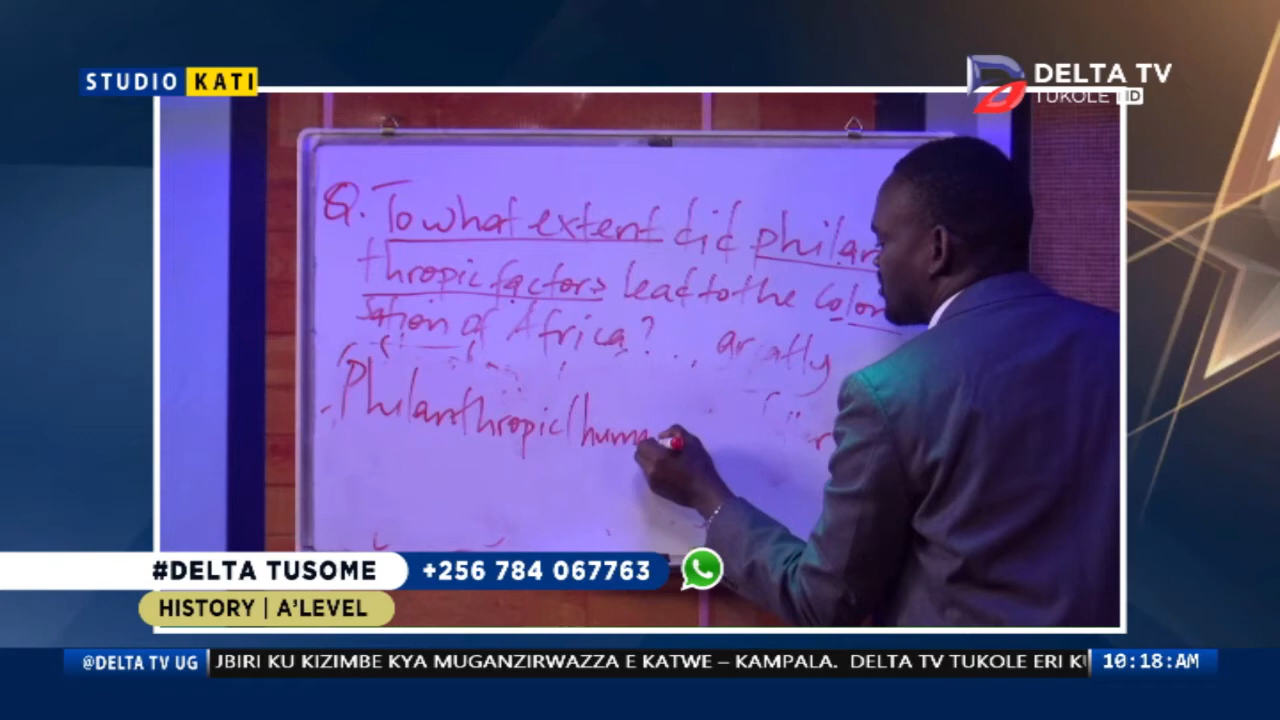 STUDIO KATI
DELTA TV
TUKOLE HD
Q. To what extent did philan
thropic factors lead to the Colon
sation of Africa?
Philanthropic/huma
#DELTA TUSOME +256 784 067763
HISTORY | A'LEVEL
@DELTA TV UG JBIRI KU KIZIMBE KYA MUGANZIRWAZZA E KATWE – KAMPALA. DELTA TV TUKOLE ERI 10:18:AM